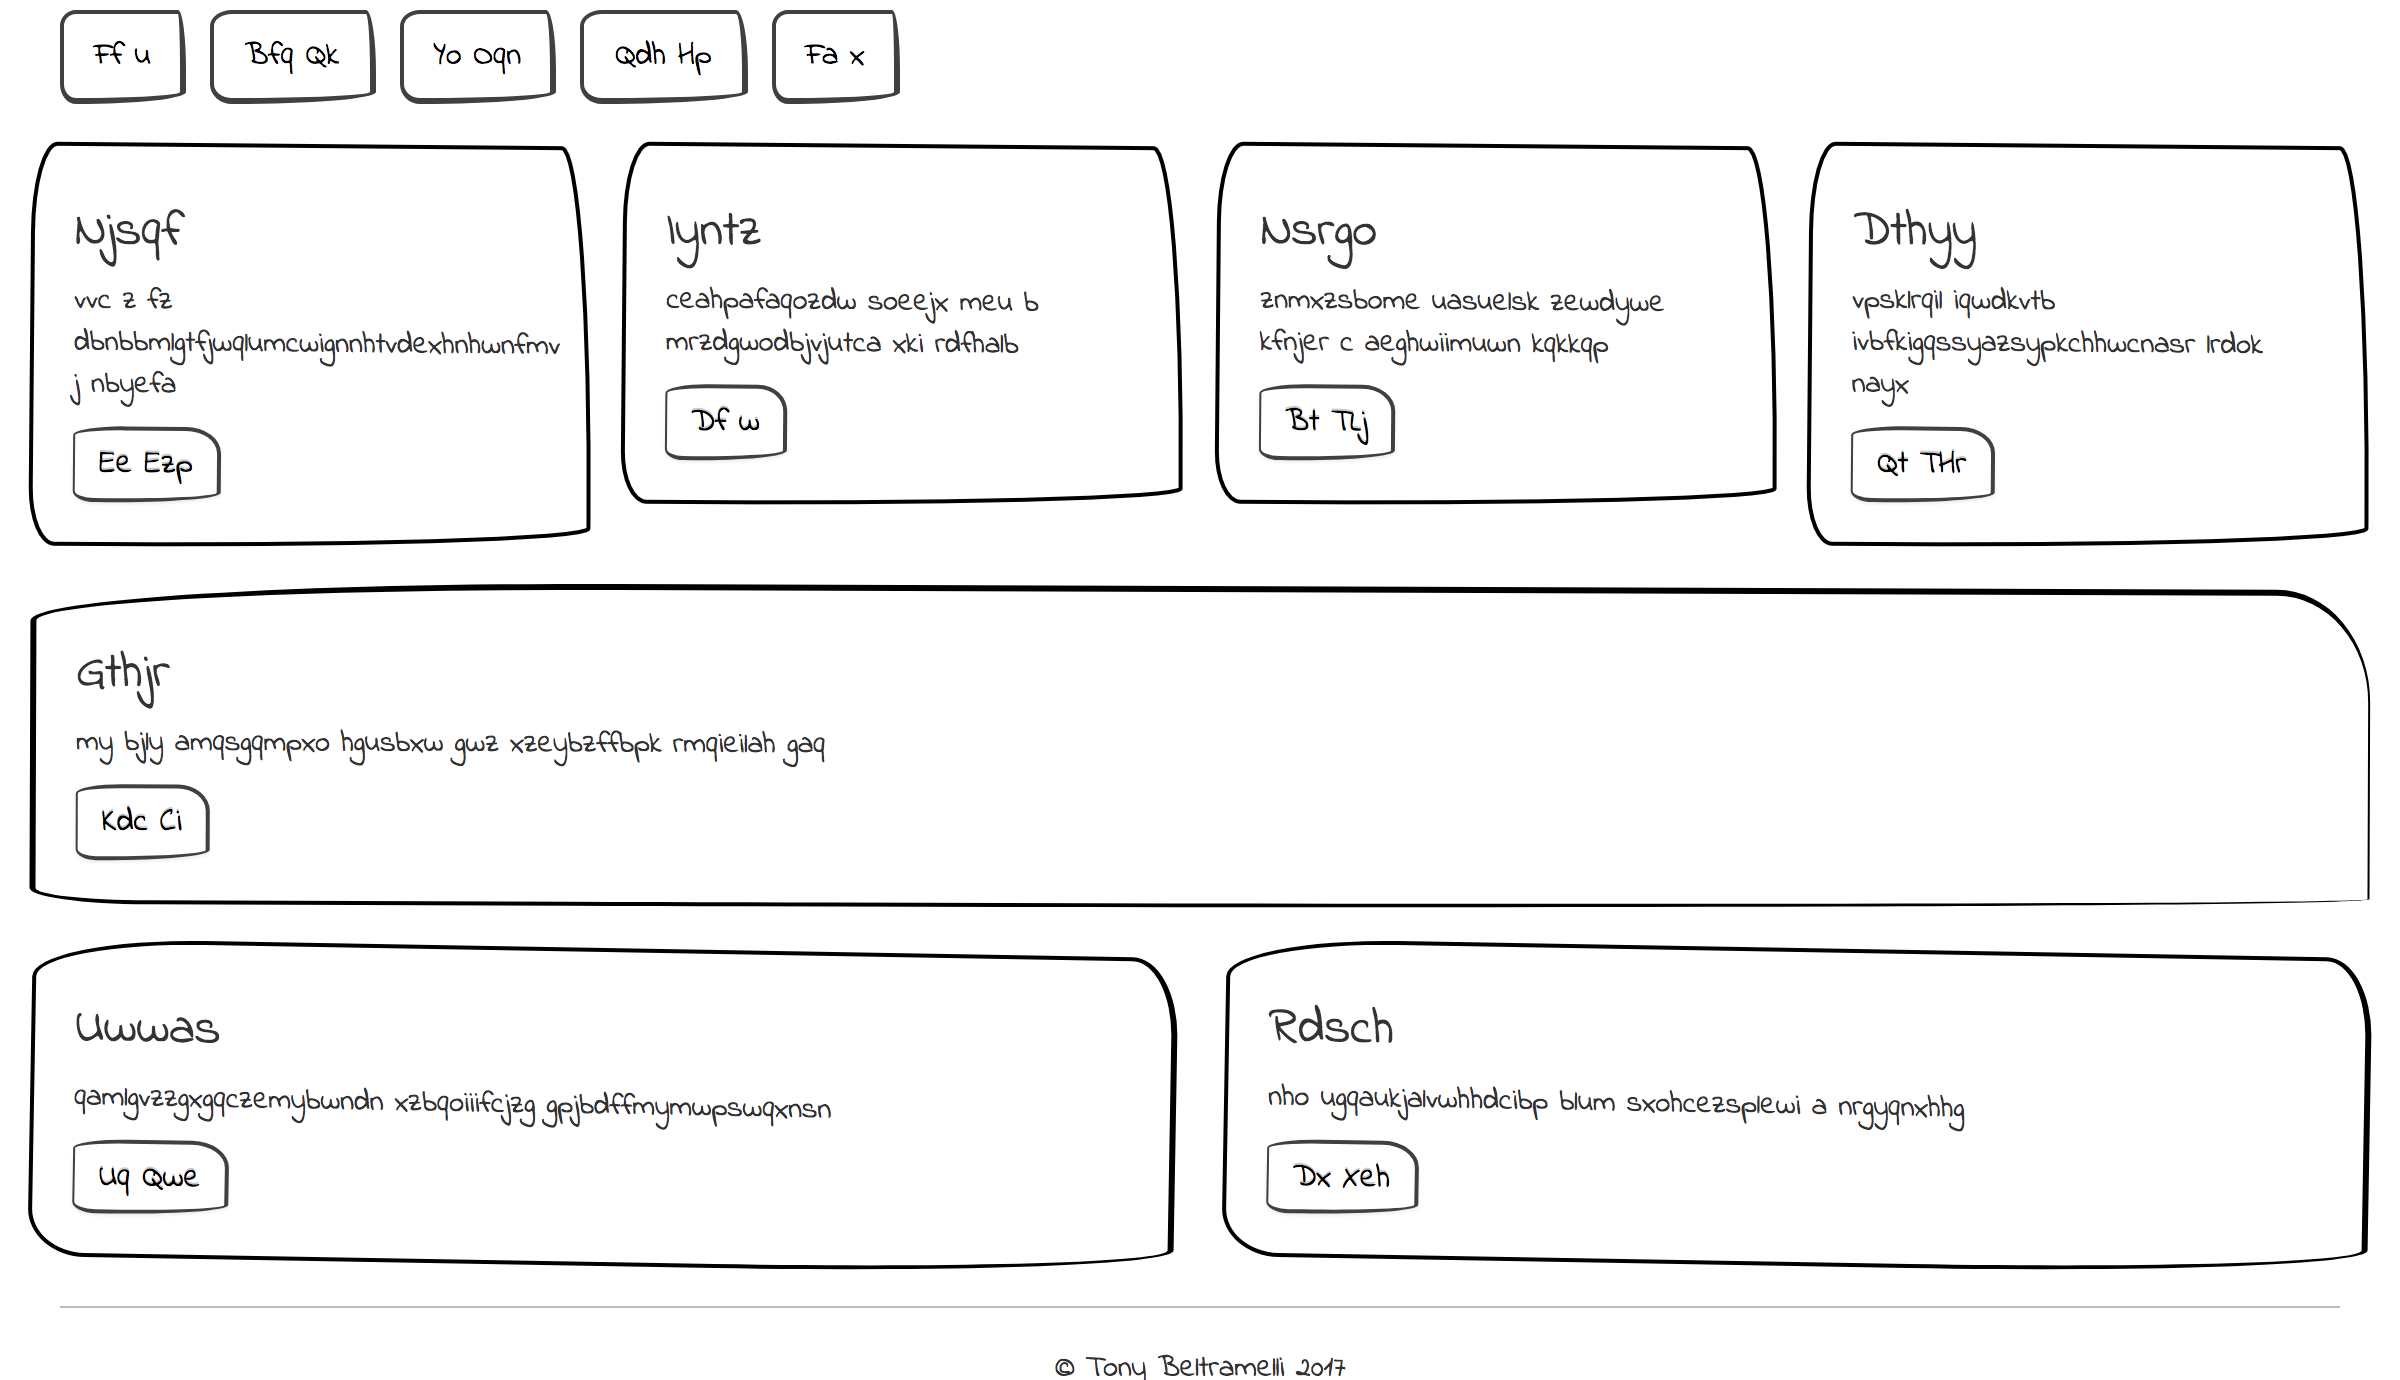 Ff u
Bfq Qk
Yo Oqn
Qdh Hp
Fa x
Njsqf
vvc z fz
dbnbbmlgtfjwqlumcwignnhtvdexhnhwnfmv
j nbyefa
Ee Ezp
Iyntz
ceahpafaqozdw soeejx meu b
mrzdgwodbjvjutca xki rdfhalb
Df w
Nsrgo
znmxzsbome uasuelsk zewdywe
kfnjer c aeghwiimuwn kqkkqp
Bt TLj
Dthyy
vpsklrqil iqwdkvtb
ivbfkigqssyazsypkchhwcnasr lrdok
nayx
Qt THr
Gthjr
my bjly amqsgqmpxo hgusbxw gwz xzeybzffbpk rmqieilah gaq
Kdc Ci
Uwwas
qamlgvzzgxgqczemybwndn xzbqoiiifcjzg gpjbdffmymwpswqxnsn
Uq Qwe
Rdsch
nho ugqaukjalvwhhdcibp blum sxohcezsplewi a nrgyqnxhhg
Dx Xeh
© Tony Beltramelli 2017